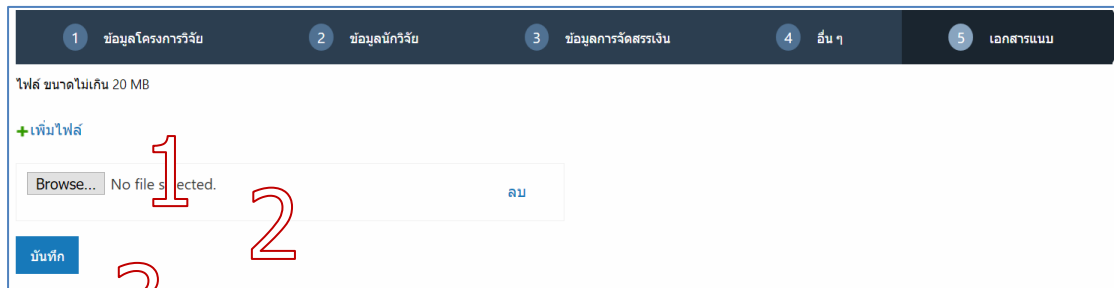 1 ข้อมูลโครงการวิจัย 2 ข้อมูลนักวิจัย 3 ข้อมูลการจัดสรรเงิน 4 อื่น ๆ 5 เอกสารแนบ
ไฟล์ ขนาดไม่เกิน 20 MB
+เพิ่มไฟล์
1
Browse... No file selected. ลบ
2
บันทึก
3